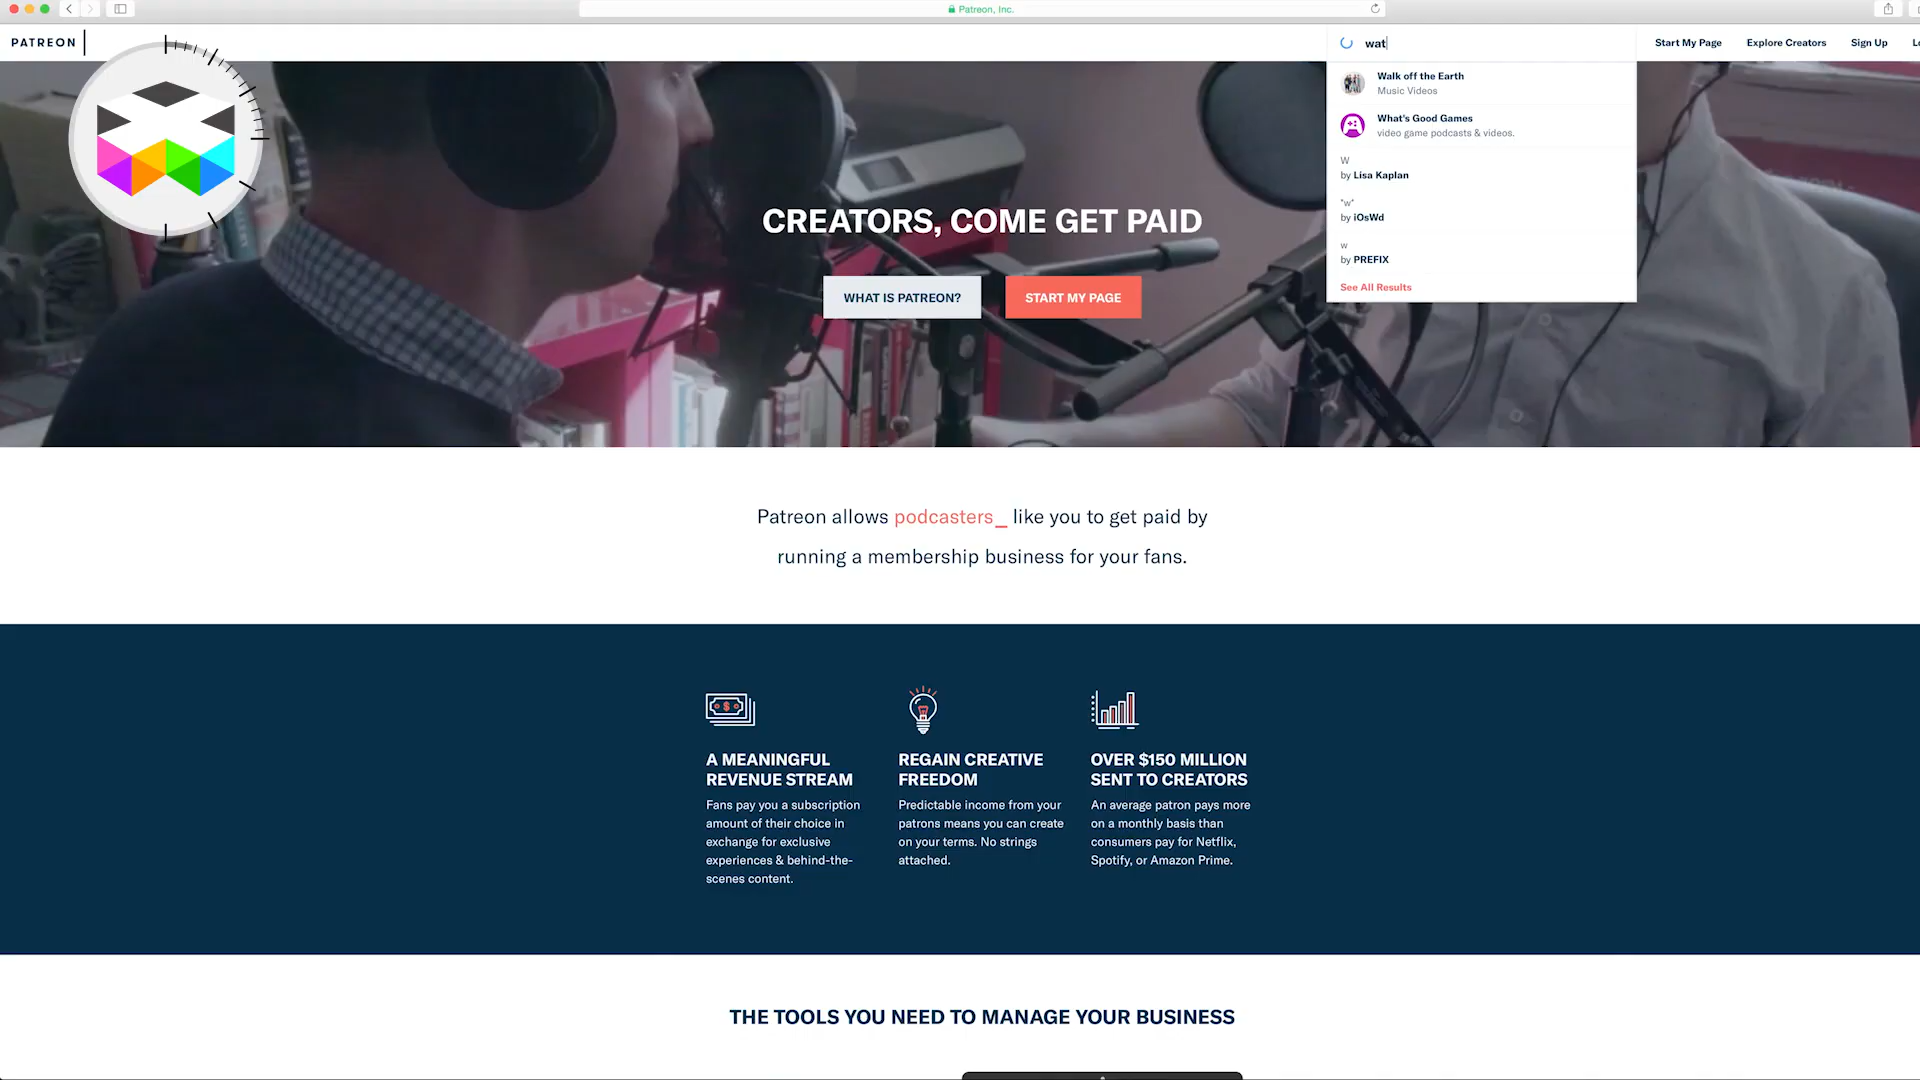 Patreon, Inc.
PATREON
wat
Start My Page
Explore Creators
Sign Up
Walk off the Earth
Music Videos
What's Good Games
video game podcasts & videos.
W
by Lisa Kaplan
*w*
by iOsWd
w
by PREFIX
See All Results
CREATORS, COME GET PAID
WHAT IS PATREON?
START MY PAGE
Patreon allows podcasters_ like you to get paid by
running a membership business for your fans.
A MEANINGFUL
REVENUE STREAM
Fans pay you a subscription
amount of their choice in
exchange for exclusive
experiences & behind-the-
scenes content.
REGAIN CREATIVE
FREEDOM
Predictable income from your
patrons means you can create
on your terms. No strings
attached.
OVER $150 MILLION
SENT TO CREATORS
An average patron pays more
on a monthly basis than
consumers pay for Netflix,
Spotify, or Amazon Prime.
THE TOOLS YOU NEED TO MANAGE YOUR BUSINESS